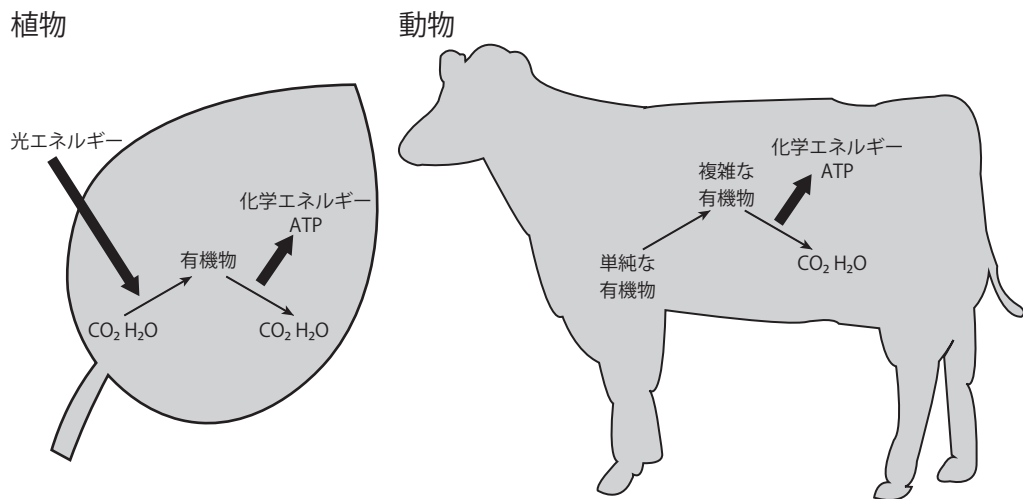 植物
光エネルギー
化学エネルギー
ATP
有機物
CO₂ H₂O
CO₂ H₂O
動物
化学エネルギー
ATP
複雑な
有機物
単純な
有機物
CO₂ H₂O